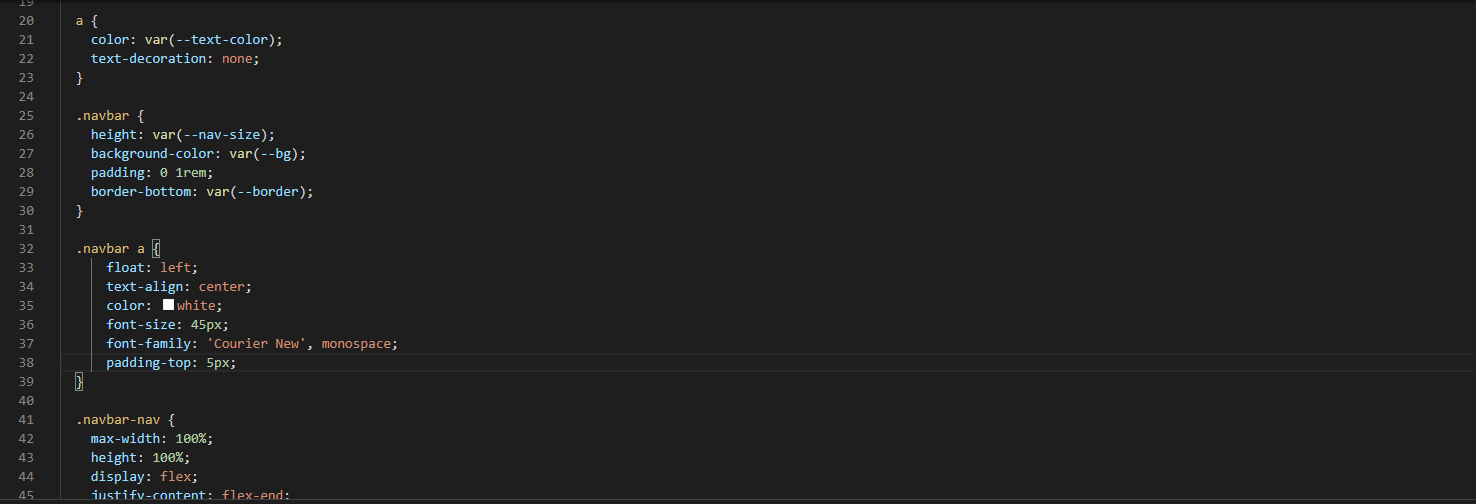 19
20 a {
21 color: var(--text-color);
22 text-decoration: none;
23 }
24
25 .navbar {
26 height: var(--nav-size);
27 background-color: var(--bg);
28 padding: 0 1rem;
29 border-bottom: var(--border);
30 }
31
32 .navbar a {
33 float: left;
34 text-align: center;
35 color: white;
36 font-size: 45px;
37 font-family: 'Courier New', monospace;
38 padding-top: 5px;
39 }
40
41 .navbar-nav {
42 max-width: 100%;
43 height: 100%;
44 display: flex;
45 justify-content: flex-end;